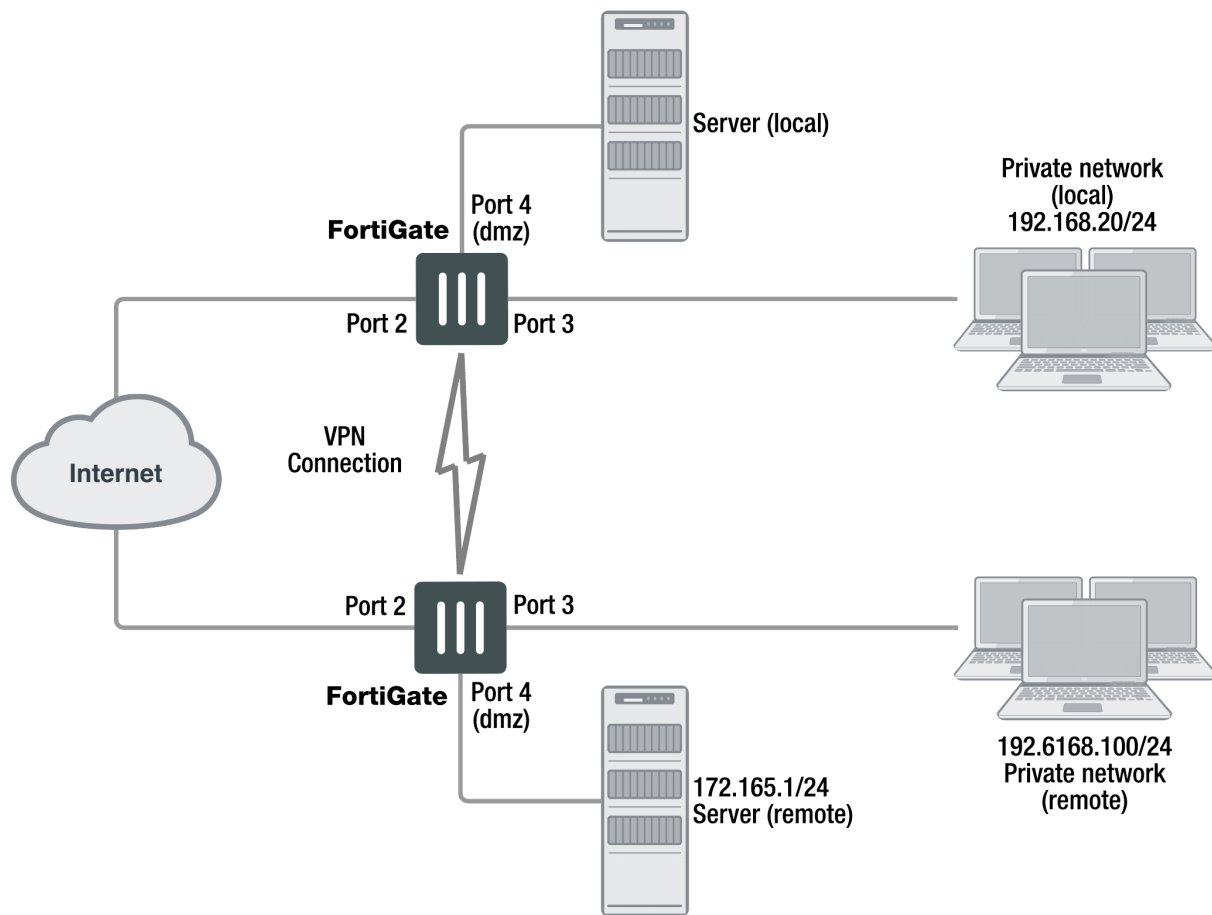 Server (local)
Port 4
(dmz)
FortiGate
Private network
(local)
192.168.20/24
Port 2
Port 3
VPN
Connection
Internet
Port 2
Port 3
FortiGate
Port 4
(dmz)
172.165.1/24
Server (remote)
192.6168.100/24
Private network
(remote)